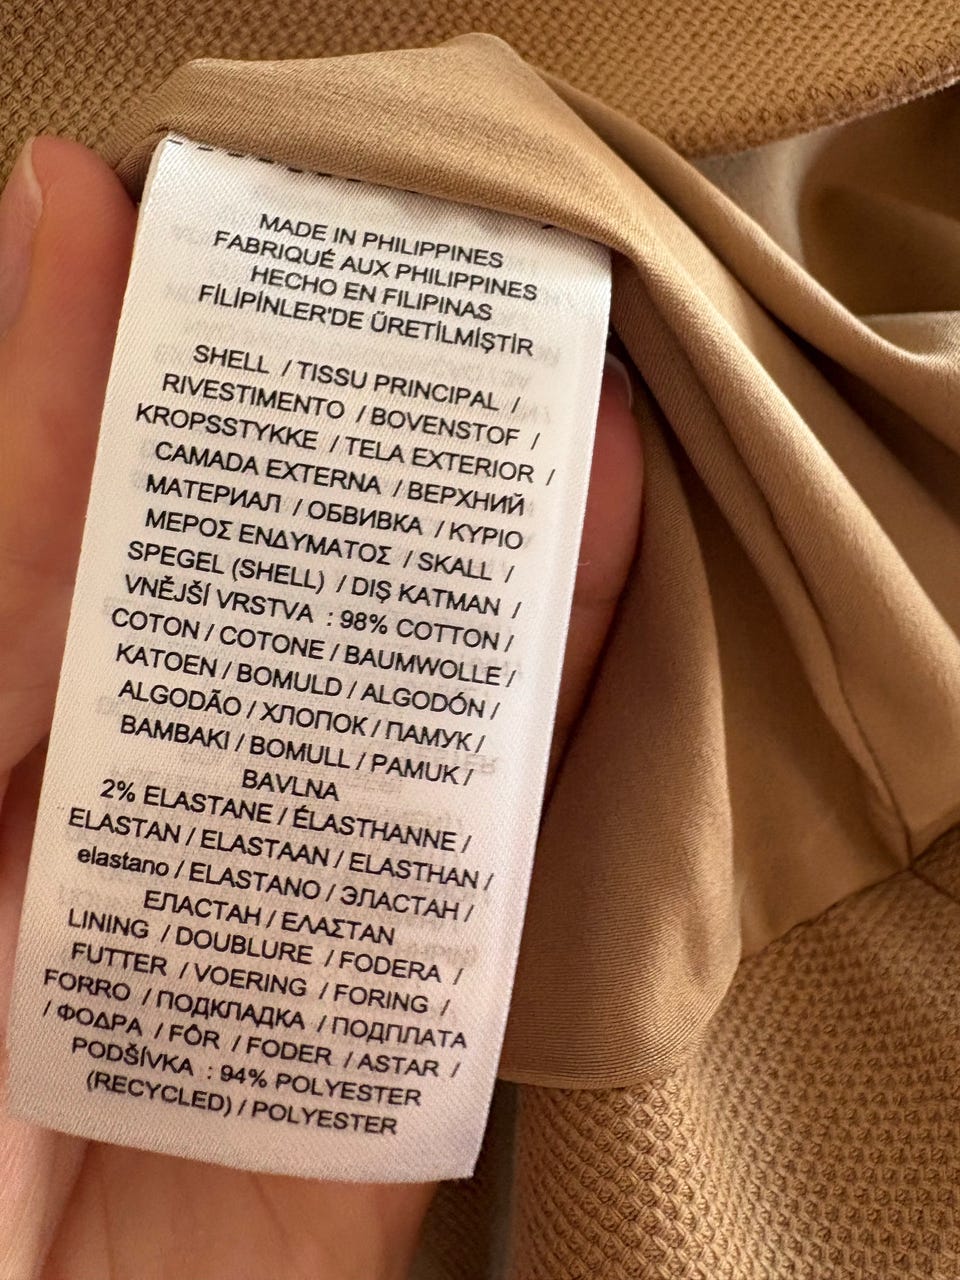 MADE IN PHILIPPINES
FABRIQUÉ AUX PHILIPPINES
HECHO EN FILIPINAS
FİLİPİNLER'DE ÜRETİLMİŞTİR
SHELL / TISSU PRINCIPAL /
RIVESTIMENTO / BOVENSTOF /
KROPSSTYKKE / TELA EXTERIOR /
CAMADA EXTERNA / ВЕРХНИЙ
МАТЕРИАЛ / ОБВИВКА / ΚΥΡΙΟ
ΜΕΡΟΣ ΕΝΔΥΜΑΤΟΣ / SKALL /
SPEGEL (SHELL) / DIŞ KATMAN /
VNĚJŠÍ VRSTVA : 98% COTTON /
COTON / COTONE / BAUMWOLLE /
KATOEN / BOMULD / ALGODÓN /
ALGODÃO / ХЛОПОК / ПАМУК /
ΒΑΜΒΑΚΙ / BOMULL / PAMUK /
BAVLNA
2% ELASTANE / ÉLASTHANNE /
ELASTAN / ELASTAAN / ELASTHAN /
elastano / ELASTANO / ЭЛАСТАН /
ЕЛАСТАН / ΕΛΑΣΤΑΝ
LINING / DOUBLURE / FODERA /
FUTTER / VOERING / FORING /
FORRO / ПОДКЛАДКА / ПОДПЛАТА
/ ΦΟΔΡΑ / FÔR / FODER / ASTAR /
PODŠÍVKA : 94% POLYESTER
(RECYCLED) / POLYESTER